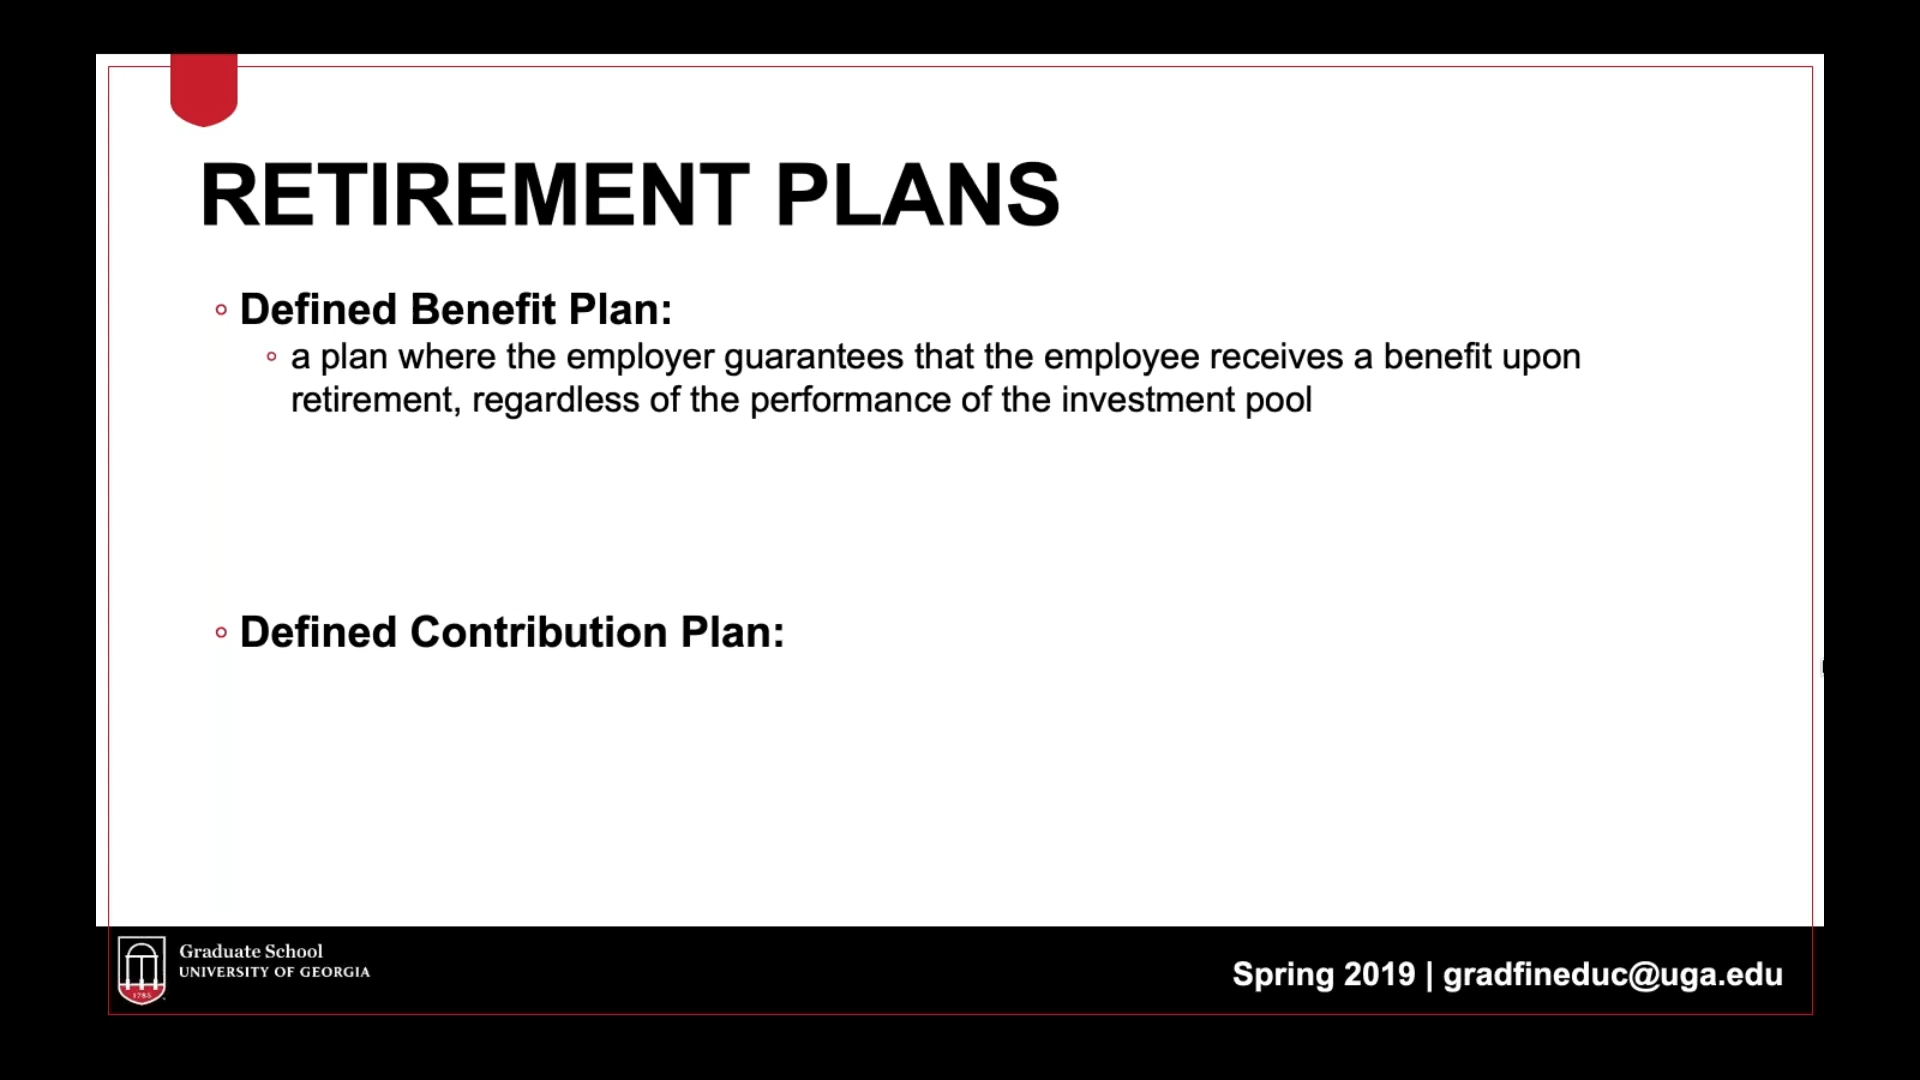 RETIREMENT PLANS
◦ Defined Benefit Plan:
◦ a plan where the employer guarantees that the employee receives a benefit upon
retirement, regardless of the performance of the investment pool
◦ Defined Contribution Plan:
Graduate School
UNIVERSITY OF GEORGIA
1785
Spring 2019 | gradfineduc@uga.edu